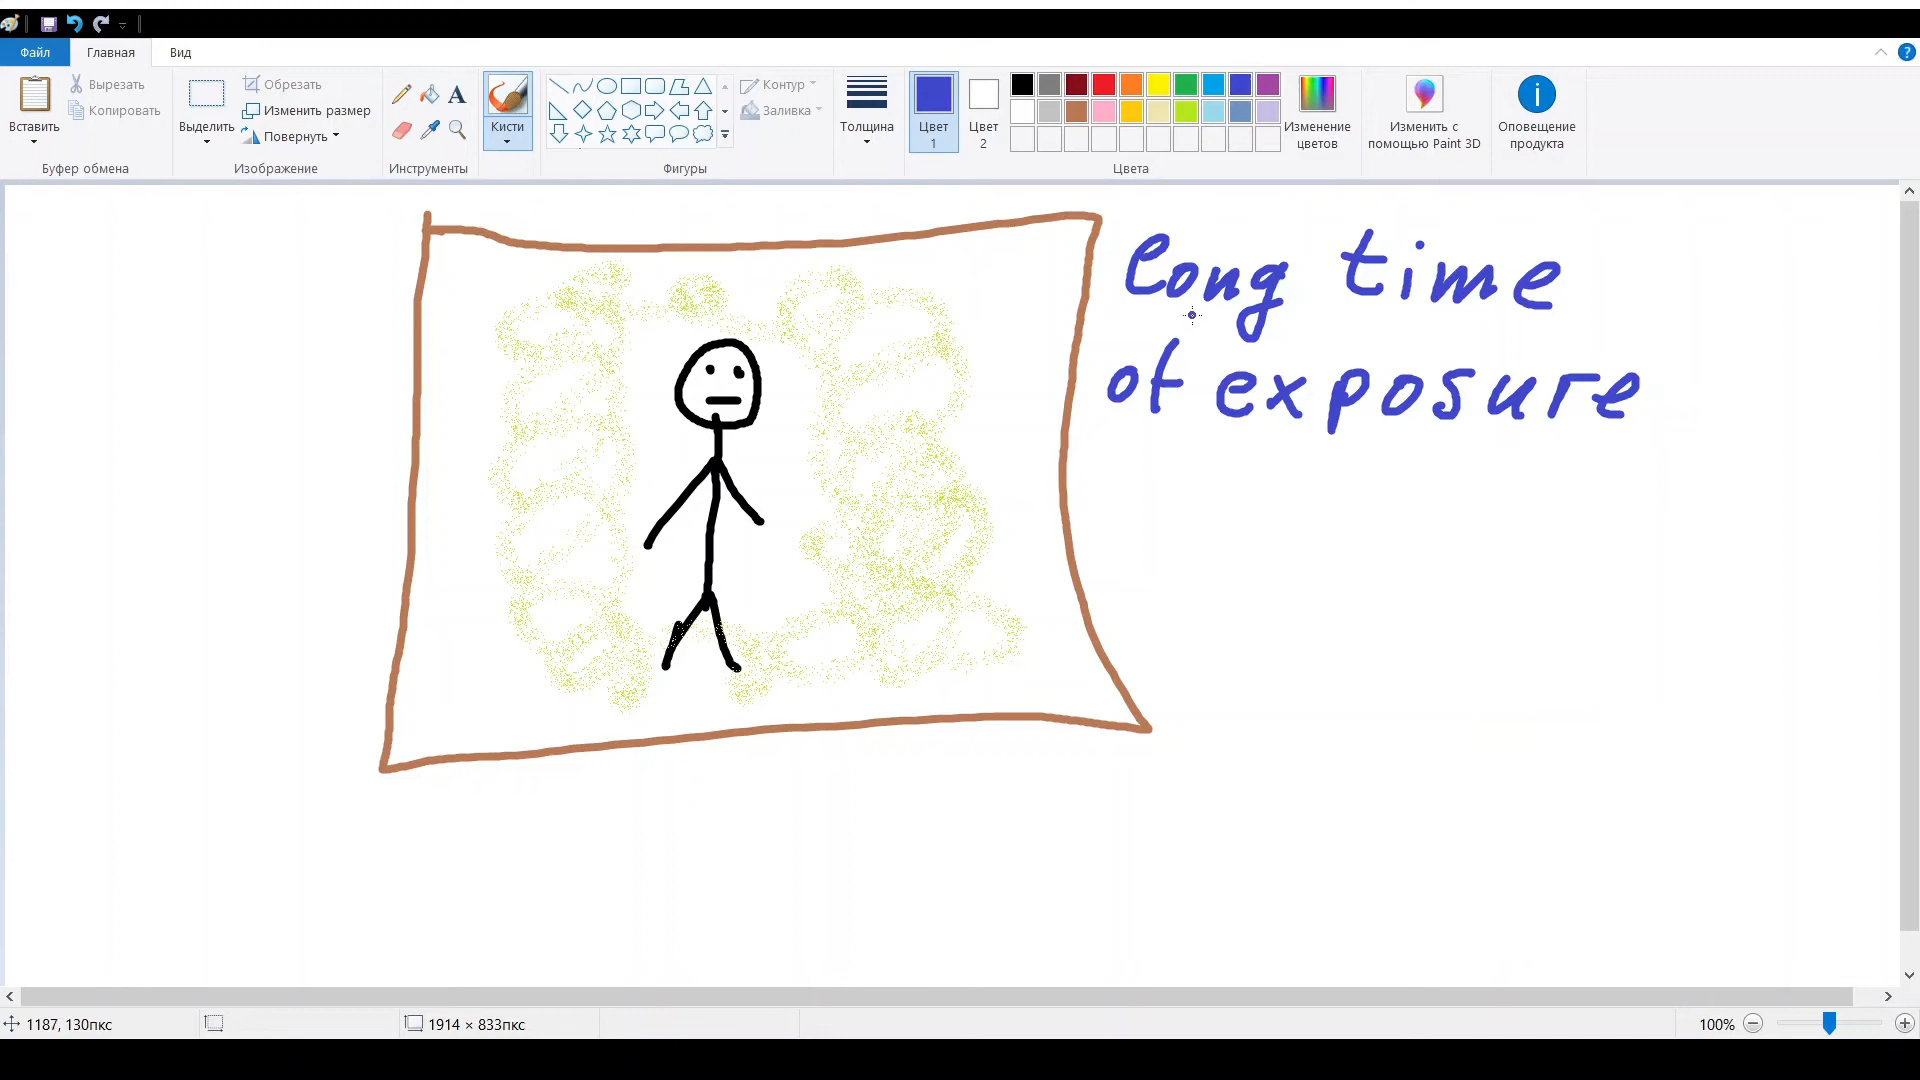 Файл Главная Вид
Вставить
Вырезать
Копировать
Буфер обмена
Выделить
Обрезать
Изменить размер
Повернуть
Изображение
Инструменты
Кисти
Контур
Заливка
Фигуры
Толщина
Цвет
1
Цвет
2
Изменение
цветов
Цвета
Изменить с
помощью Paint 3D
Оповещение
продукта
long time
of exposure
1187, 130пкс
1914 × 833пкс
100%